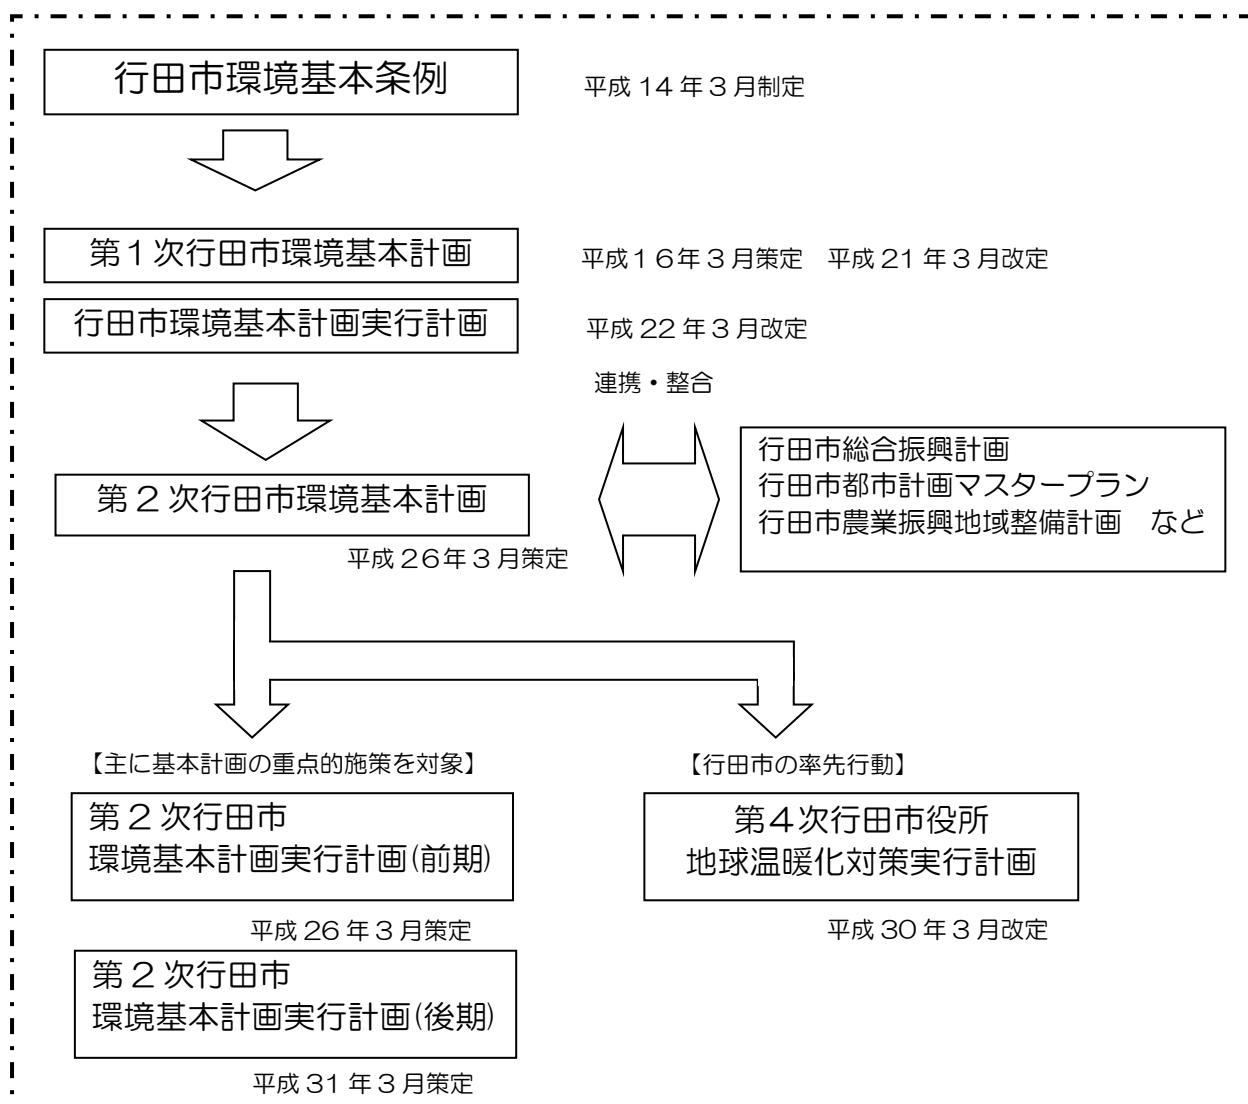 行田市環境基本条例
平成14年3月制定
第1次行田市環境基本計画
平成16年3月策定　平成21年3月改定
行田市環境基本計画実行計画
平成22年3月改定
連携・整合
行田市総合振興計画
行田市都市計画マスタープラン
行田市農業振興地域整備計画　など
第2次行田市環境基本計画
平成26年3月策定
【主に基本計画の重点的施策を対象】
第2次行田市
環境基本計画実行計画(前期)
平成26年3月策定
第2次行田市
環境基本計画実行計画(後期)
平成31年3月策定
【行田市の率先行動】
第4次行田市役所
地球温暖化対策実行計画
平成30年3月改定